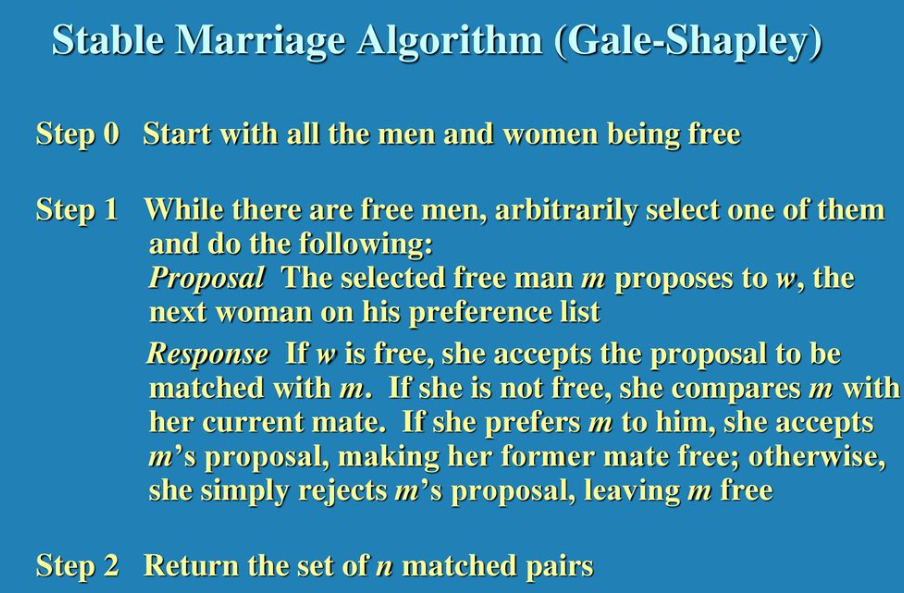 Stable Marriage Algorithm (Gale-Shapley)
Step 0 Start with all the men and women being free
Step 1 While there are free men, arbitrarily select one of them
and do the following:
Proposal The selected free man m proposes to w, the
next woman on his preference list
Response If w is free, she accepts the proposal to be
matched with m. If she is not free, she compares m with
her current mate. If she prefers m to him, she accepts
m's proposal, making her former mate free; otherwise,
she simply rejects m's proposal, leaving m free
Step 2 Return the set of n matched pairs